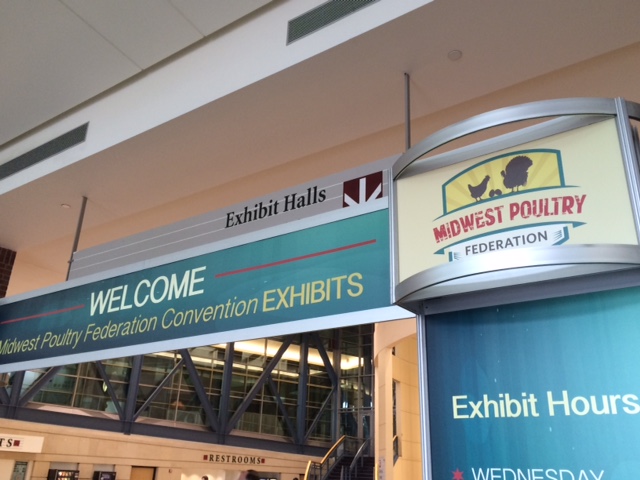 Exhibit Halls
WELCOME
Midwest Poultry Federation Convention EXHIBITS
MIDWEST POULTRY
FEDERATION
Exhibit Hours
WEDNESDAY
RESTROOMS